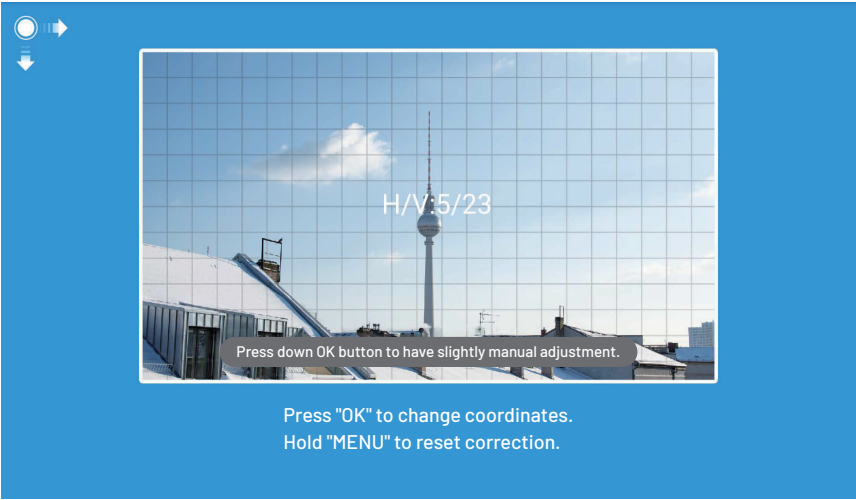 H/V:5/23
Press down OK button to have slightly manual adjustment.
Press "OK" to change coordinates.
Hold "MENU" to reset correction.